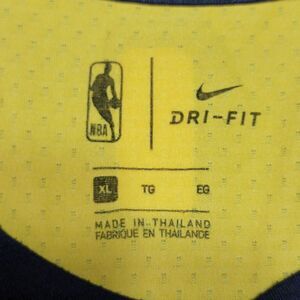 NBA
DRI-FIT
XL TG EG
MADE IN THAILAND
FABRIQUE EN THAILANDE